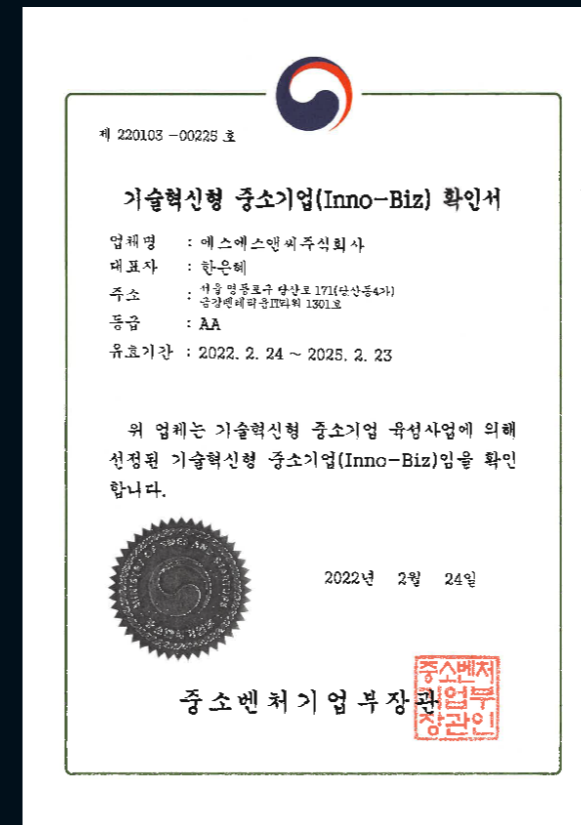 제 220103 -00225 호
기술혁신형 중소기업(Inno-Biz) 확인서
업체명 : 에스에스앤씨주식회사
대표자 : 한은혜
주소 : 서울 영등포구 당산로 171(당산동4가)
금강펜테리움IT타워 1301호
등급 : AA
유효기간 : 2022. 2. 24 ~ 2025. 2. 23
위 업체는 기술혁신형 중소기업 육성사업에 의해
선정된 기술혁신형 중소기업(Inno-Biz)임을 확인
합니다.
2022년 2월 24일
중소벤처기업부장관
중소벤처
기업부
장관인